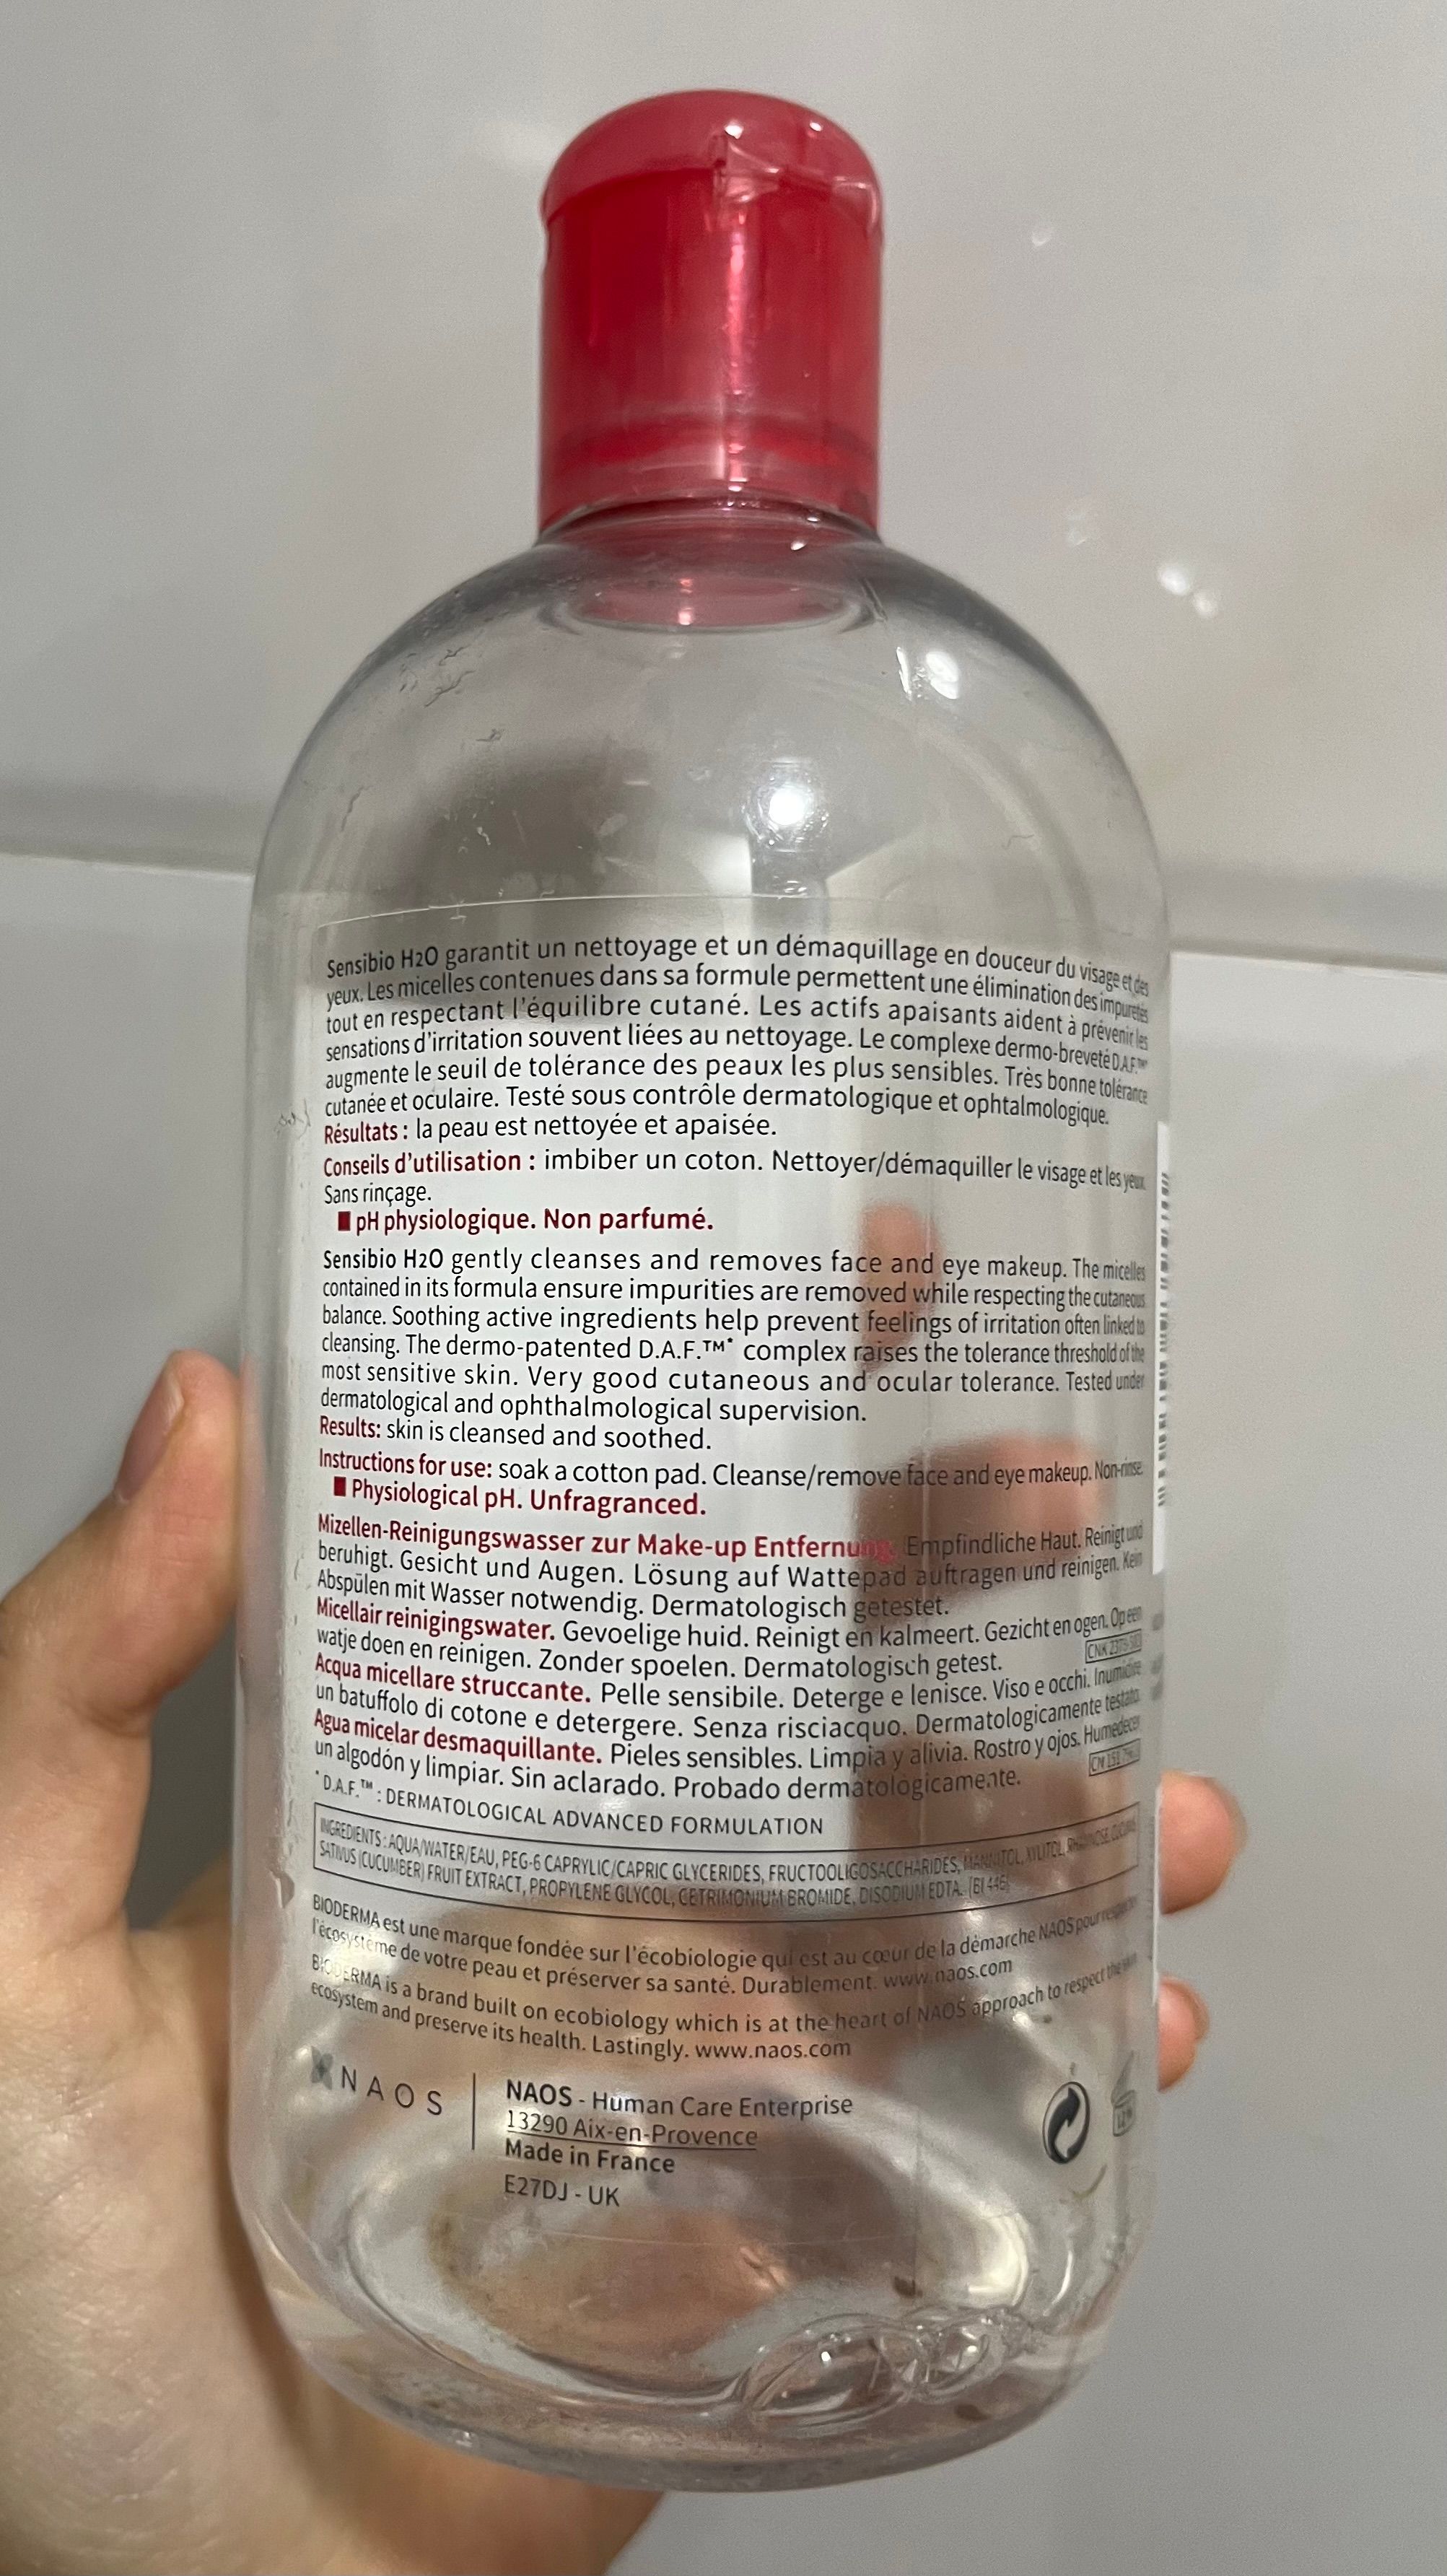 Sensibio H2O garantit un nettoyage et un démaquillage en douceur du visage et des
yeux. Les micelles contenues dans sa formule permettent une élimination des impuretés
tout en respectant l'équilibre cutané. Les actifs apaisants aident à prévenir les
sensations d'irritation souvent liées au nettoyage. Le complexe dermo-breveté D.A.F.™*
augmente le seuil de tolérance des peaux les plus sensibles. Très bonne tolérance
cutanée et oculaire. Testé sous contrôle dermatologique et ophtalmologique.
Résultats : la peau est nettoyée et apaisée.
Conseils d'utilisation : imbiber un coton. Nettoyer/démaquiller le visage et les yeux.
Sans rinçage.
pH physiologique. Non parfumé.
Sensibio H2O gently cleanses and removes face and eye makeup. The micelles
contained in its formula ensure impurities are removed while respecting the cutaneous
balance. Soothing active ingredients help prevent feelings of irritation often linked to
cleansing. The dermo-patented D.A.F.™* complex raises the tolerance threshold of the
most sensitive skin. Very good cutaneous and ocular tolerance. Tested under
dermatological and ophthalmological supervision.
Results: skin is cleansed and soothed.
Instructions for use: soak a cotton pad. Cleanse/remove face and eye makeup. Non-rinse.
Physiological pH. Unfragranced.
Mizellen-Reinigungswasser zur Make-up Entfernung. Empfindliche Haut. Reinigt und
beruhigt. Gesicht und Augen. Lösung auf Wattepad auftragen und reinigen. Kein
Abspülen mit Wasser notwendig. Dermatologisch getestet.
Micellair reinigingswater. Gevoelige huid. Reinigt en kalmeert. Gezicht en ogen. Op een
watje doen en reinigen. Zonder spoelen. Dermatologisch getest.
CNK
Acqua micellare struccante. Pelle sensibile. Deterge e lenisce. Viso e occhi. Inumidire
un batuffolo di cotone e detergere. Senza risciacquo. Dermatologicamente testato.
Agua micelar desmaquillante. Pieles sensibles. Limpia y alivia. Rostro y ojos. Humedecer
un algodón y limpiar. Sin aclarado. Probado dermatológicamente.
CN
*D.A.F.™ : DERMATOLOGICAL ADVANCED FORMULATION
INGREDIENTS : AQUA/WATER/EAU, PEG-6 CAPRYLIC/CAPRIC GLYCERIDES, FRUCTOOLIGOSACCHARIDES, MANNITOL, XYLITOL, RHAMNOSE, CUCUMIS
SATIVUS (CUCUMBER) FRUIT EXTRACT, PROPYLENE GLYCOL, CETRIMONIUM BROMIDE, DISODIUM EDTA. [BI 446]
BIODERMA est une marque fondée sur l'écobiologie qui est au cœur de la démarche NAOS pour respecter
l'écosystème de votre peau et préserver sa santé. Durablement. www.naos.com
BIODERMA is a brand built on ecobiology which is at the heart of NAOS approach to respect the skin
ecosystem and preserve its health. Lastingly. www.naos.com
NAOS
NAOS - Human Care Enterprise
13290 Aix-en-Provence
Made in France
E27DJ - UK